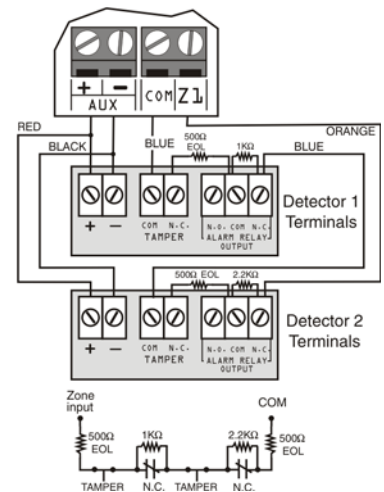 + − COM Z1
AUX
RED
ORANGE
BLACK
BLUE
500Ω
EOL
1KΩ
BLUE
Detector 1
Terminals
+ − COM N.C. N.O. COM N.C.
TAMPER ALARM RELAY
OUTPUT
500Ω EOL 2.2KΩ
Detector 2
Terminals
+ − COM N.C. N.O. COM N.C.
TAMPER ALARM RELAY
OUTPUT
Zone
input
COM
500Ω
EOL
1KΩ
2.2KΩ
500Ω
EOL
TAMPER N.C. TAMPER N.C.